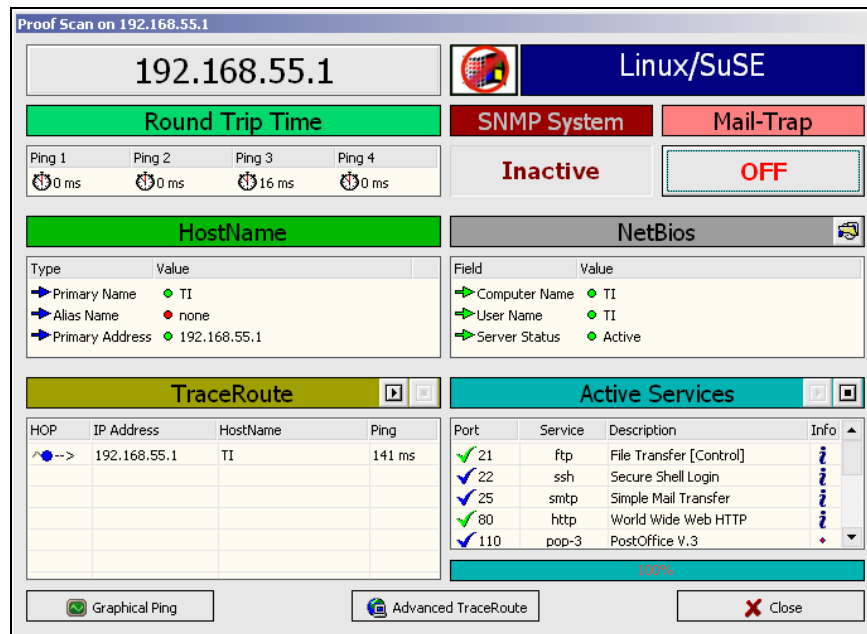 Proof Scan on 192.168.55.1
192.168.55.1
Linux/SuSE
Round Trip Time
SNMP System
Mail-Trap
Ping 1 Ping 2 Ping 3 Ping 4
0 ms 0 ms 16 ms 0 ms
Inactive
OFF
HostName
Type Value
Primary Name TI
Alias Name none
Primary Address 192.168.55.1
NetBios
Field Value
Computer Name TI
User Name TI
Server Status Active
TraceRoute
HOP IP Address HostName Ping
--> 192.168.55.1 TI 141 ms
Active Services
Port Service Description Info
21 ftp File Transfer [Control]
22 ssh Secure Shell Login
25 smtp Simple Mail Transfer
80 http World Wide Web HTTP
110 pop-3 PostOffice V.3
100%
Graphical Ping
Advanced TraceRoute
Close